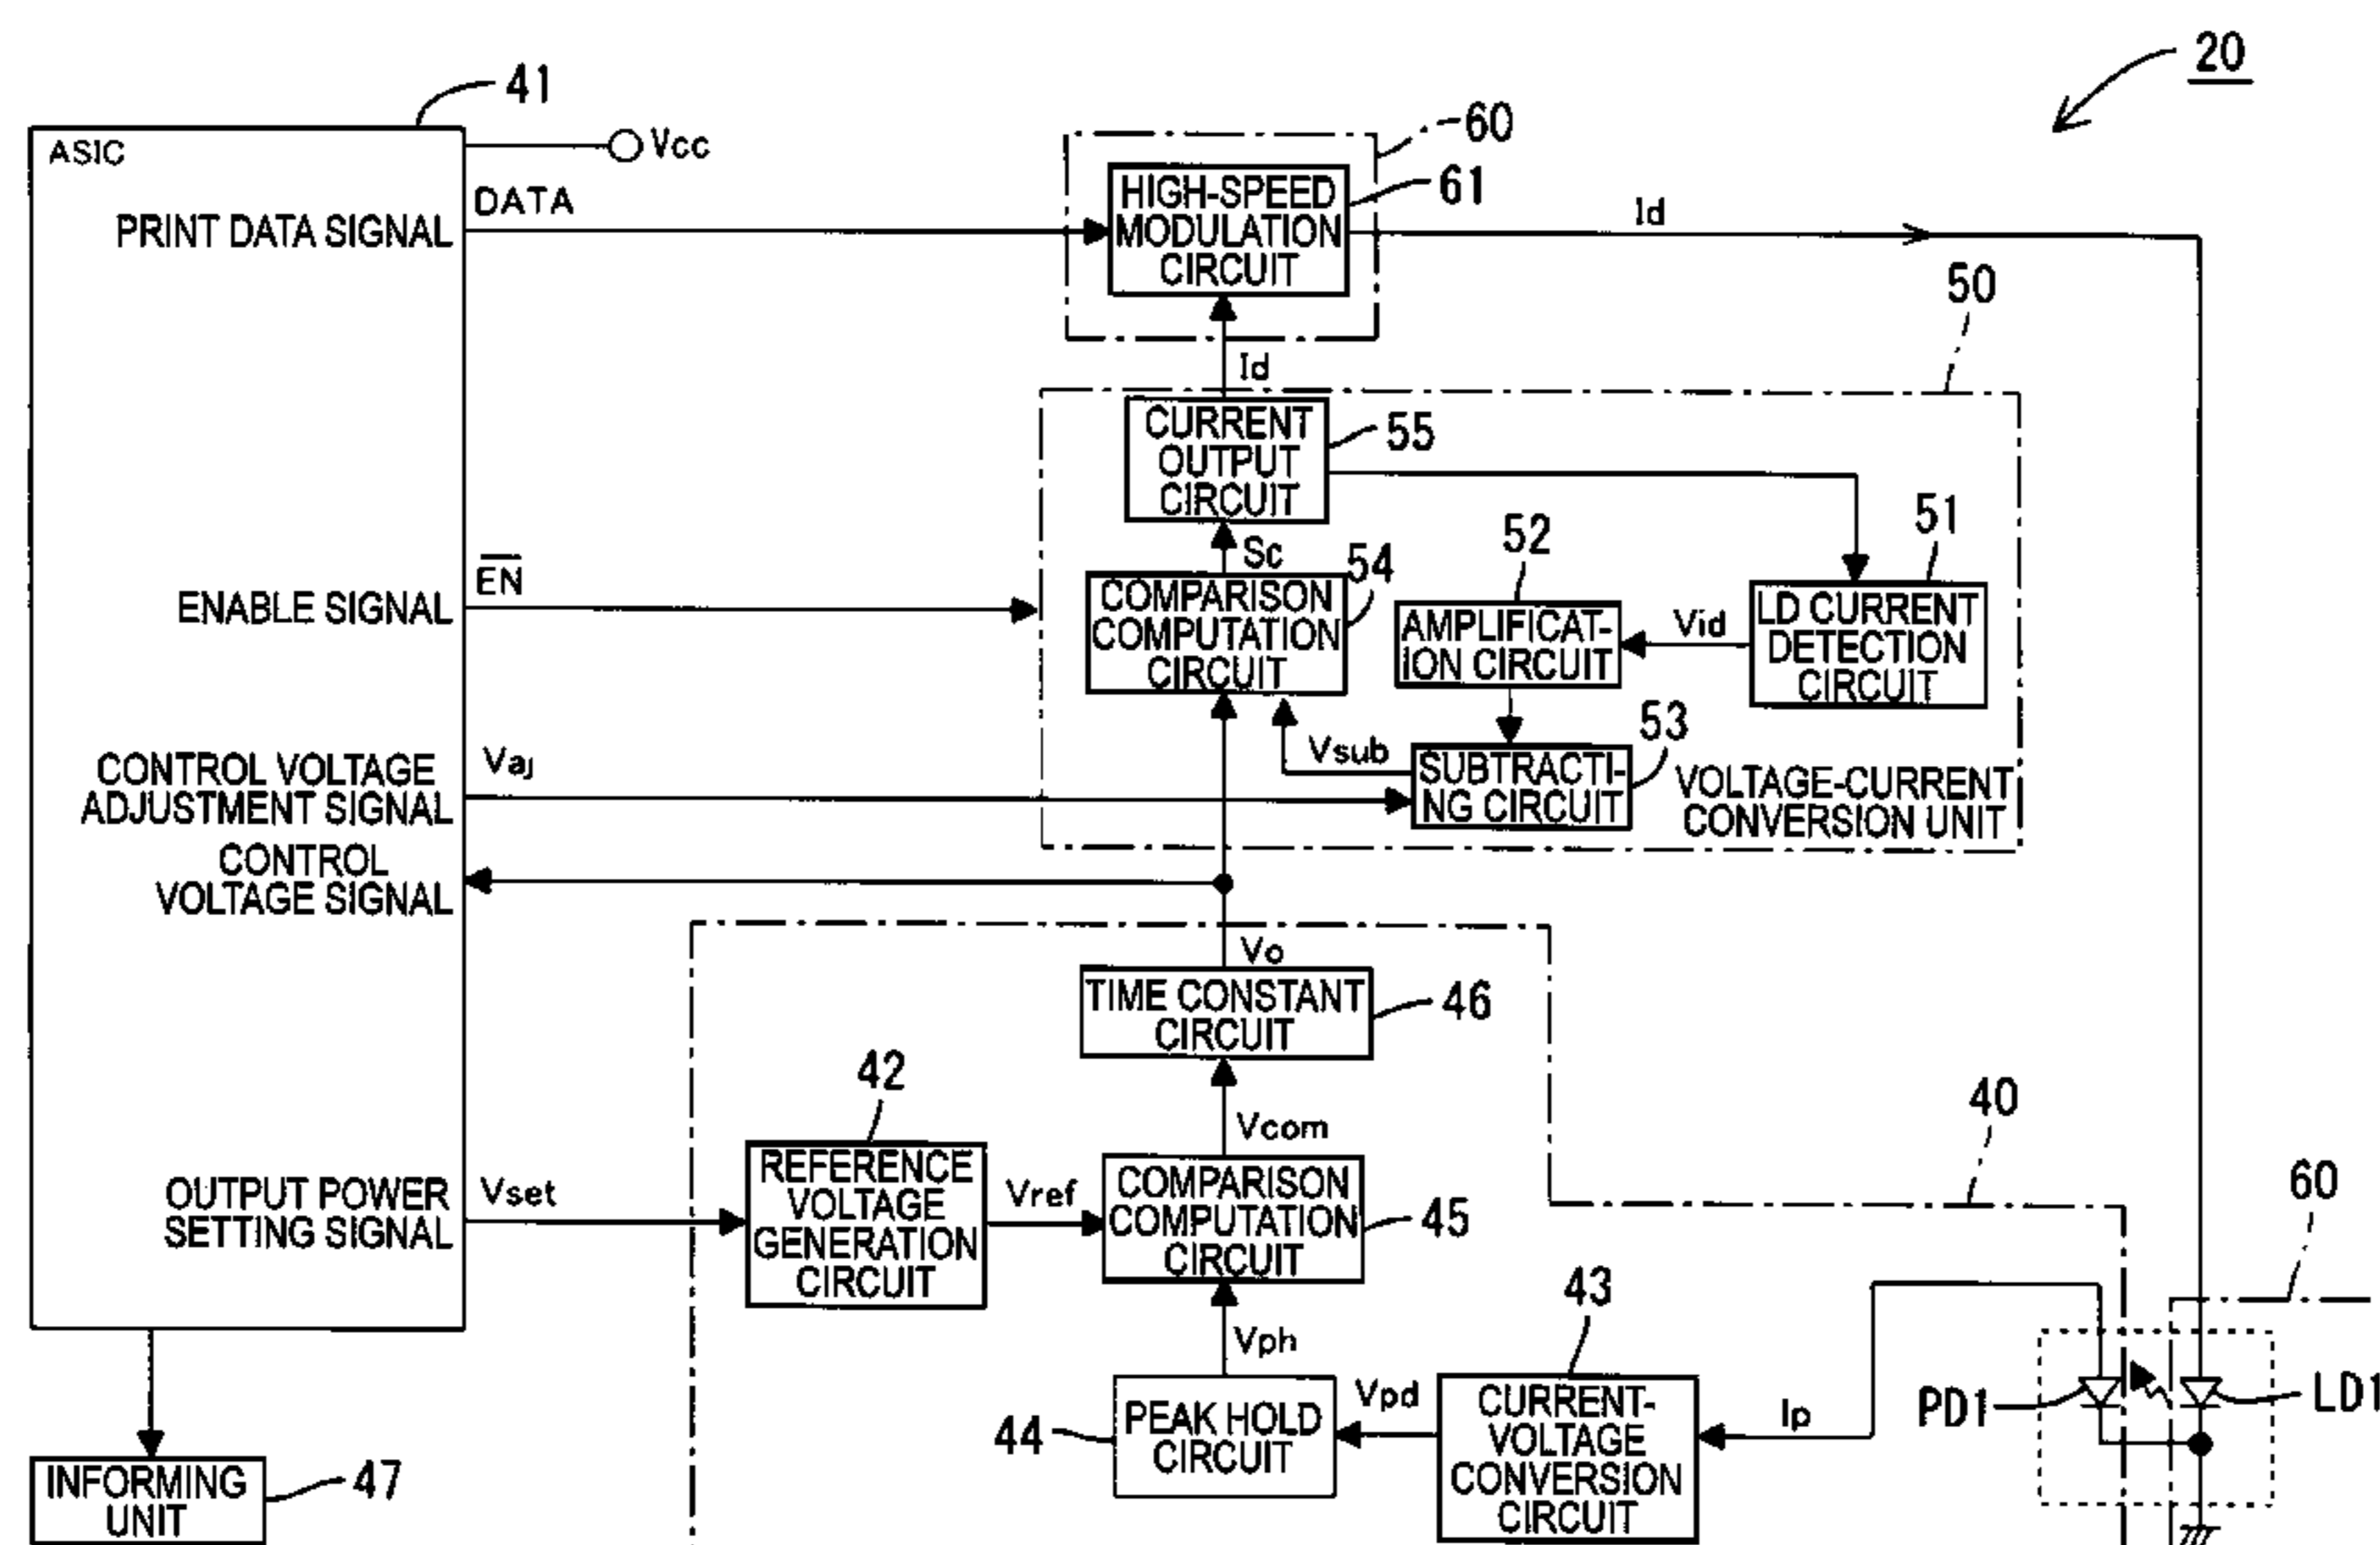 20
41
ASIC
Vcc
60
PRINT DATA SIGNAL
DATA
HIGH-SPEED
MODULATION
CIRCUIT
61
Id
50
Id
CURRENT
OUTPUT
CIRCUIT
55
Sc
ENABLE SIGNAL
EN
COMPARISON
COMPUTATION
CIRCUIT
54
52
AMPLIFICAT-
ION CIRCUIT
Vid
51
LD CURRENT
DETECTION
CIRCUIT
CONTROL VOLTAGE
ADJUSTMENT SIGNAL
Vaj
Vsub
53
SUBTRACTI-
NG CIRCUIT
VOLTAGE-CURRENT
CONVERSION UNIT
CONTROL
VOLTAGE SIGNAL
Vo
TIME CONSTANT
CIRCUIT
46
42
Vcom
40
OUTPUT POWER
SETTING SIGNAL
Vset
REFERENCE
VOLTAGE
GENERATION
CIRCUIT
Vref
COMPARISON
COMPUTATION
CIRCUIT
45
60
43
Vph
44
PEAK HOLD
CIRCUIT
Vpd
CURRENT-
VOLTAGE
CONVERSION
CIRCUIT
Ip
PD1
LD1
INFORMING
UNIT
47